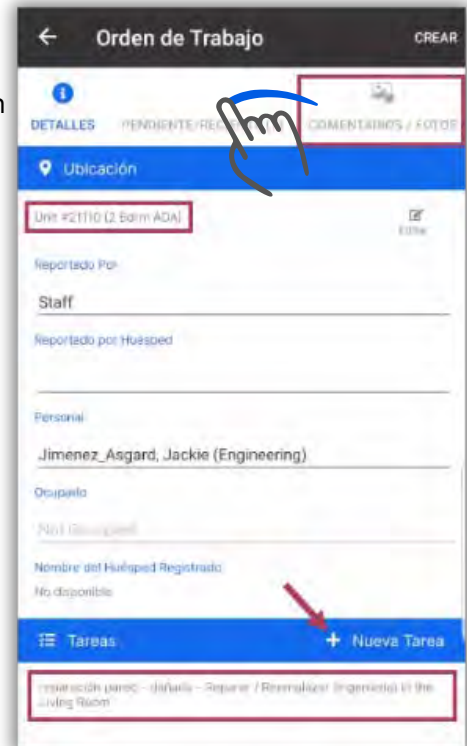 Orden de Trabajo
CREAR
DETALLES
COMENTARIOS / FOTOS
Ubicación
Unit #21110 (2 Bdrm ADA)
Reportado Por
Staff
Reportado por Huésped
Personal
Jimenez_Asgard, Jackie (Engineering)
Ocupado
Not Occupied
Nombre del Huésped Registrado
No disponible
Tareas
+ Nueva Tarea
reparación pared - dañada - Reparar / Reemplazar (Ingeniería) in the
Living Room